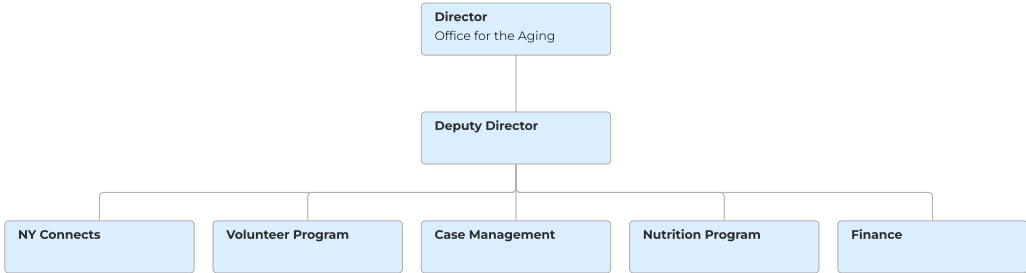 Director
Office for the Aging
Deputy Director
NY Connects
Volunteer Program
Case Management
Nutrition Program
Finance